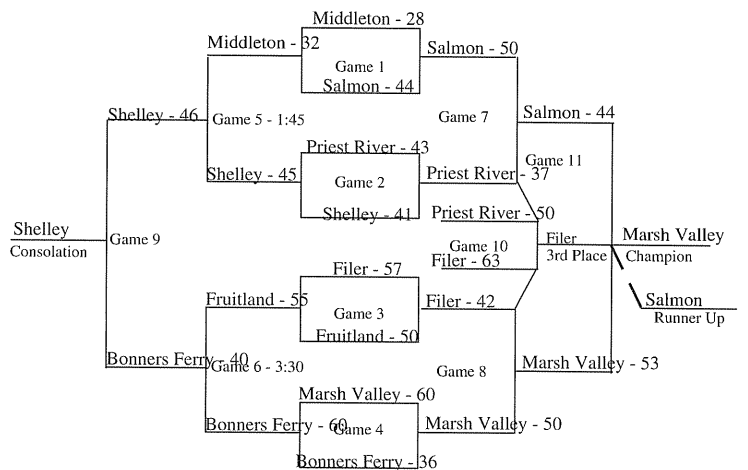 Middleton - 28
Middleton - 32
Salmon - 50
Game 1
Salmon - 44
Shelley - 46
Game 5 - 1:45
Game 7
Salmon - 44
Priest River - 43
Game 11
Shelley - 45
Game 2
Priest River - 37
Shelley - 41
Priest River - 50
Shelley
Game 9
Game 10
Filer
Marsh Valley
Consolation
3rd Place
Champion
Filer - 63
Filer - 57
Fruitland - 55
Filer - 42
Salmon
Game 3
Runner Up
Fruitland - 50
Bonners Ferry - 40
Game 6 - 3:30
Game 8
Marsh Valley - 53
Marsh Valley - 60
Bonners Ferry - 60
Game 4
Marsh Valley - 50
Bonners Ferry - 36